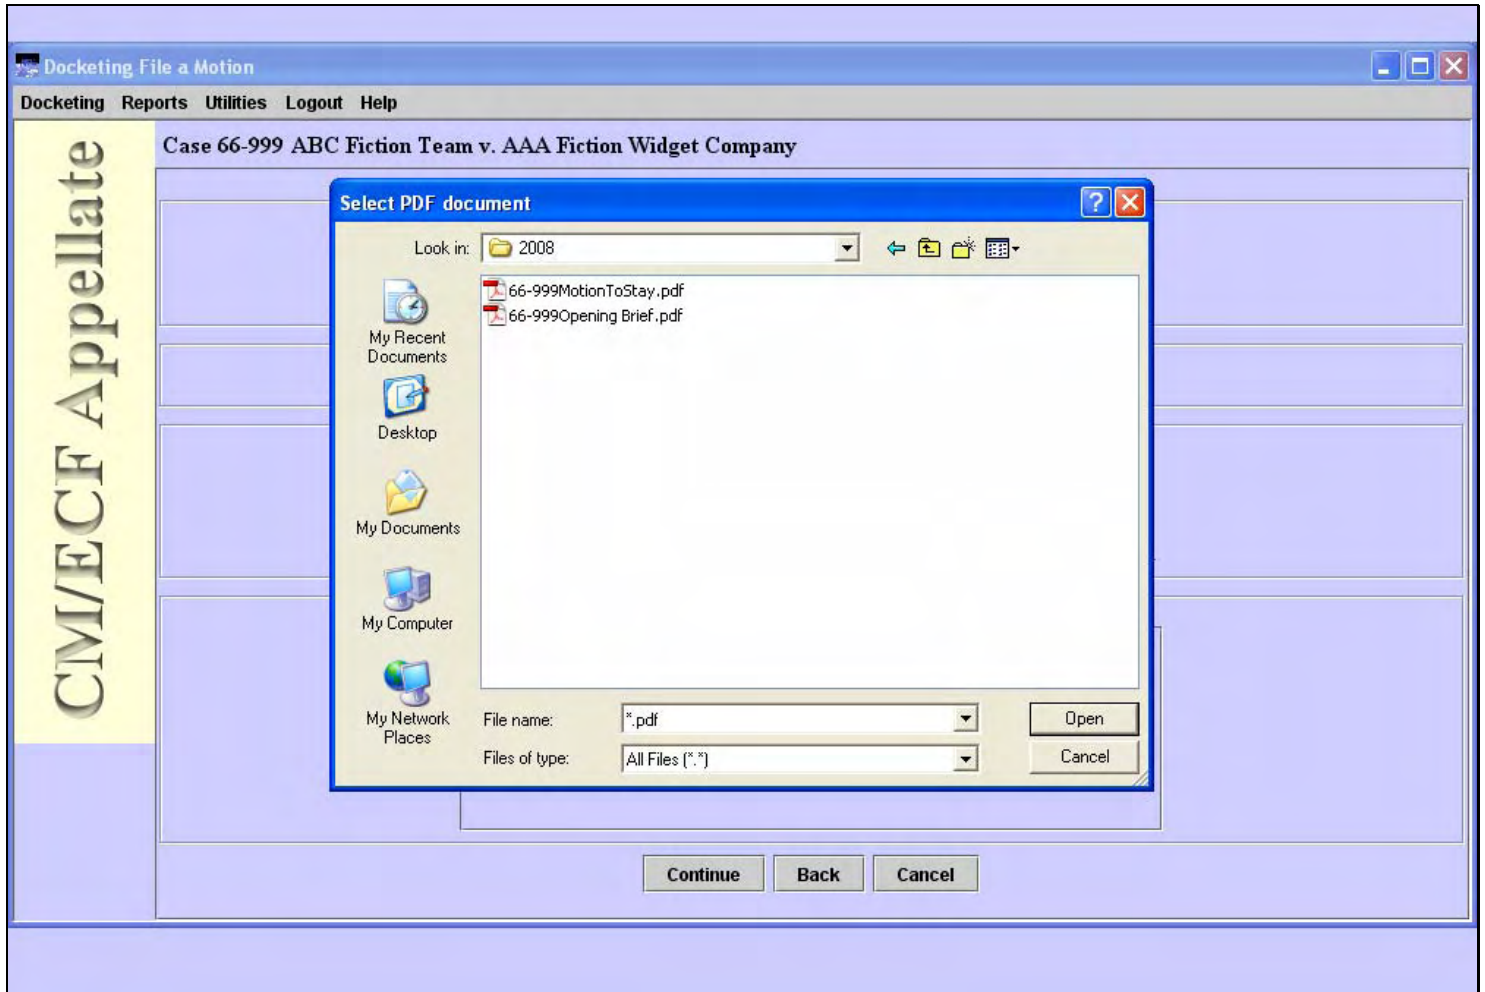 Docketing File a Motion
Docketing Reports Utilities Logout Help
CM/ECF Appellate
Case 66-999 ABC Fiction Team v. AAA Fiction Widget Company
Select PDF document
Look in: 2008
66-999MotionToStay.pdf
66-999Opening Brief.pdf
My Recent
Documents
Desktop
My Documents
My Computer
My Network
Places
File name: *.pdf Open
Files of type: All Files (*.*) Cancel
Continue Back Cancel